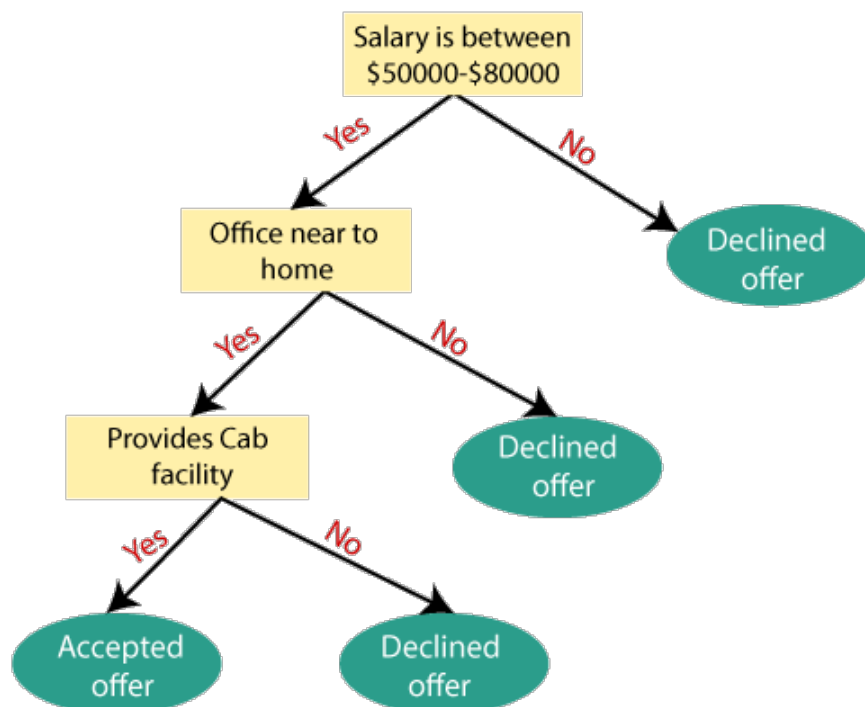 Salary is between
$50000-$80000
Yes
No
Office near to
home
Declined
offer
Yes
No
Provides Cab
facility
Declined
offer
Yes
No
Accepted
offer
Declined
offer